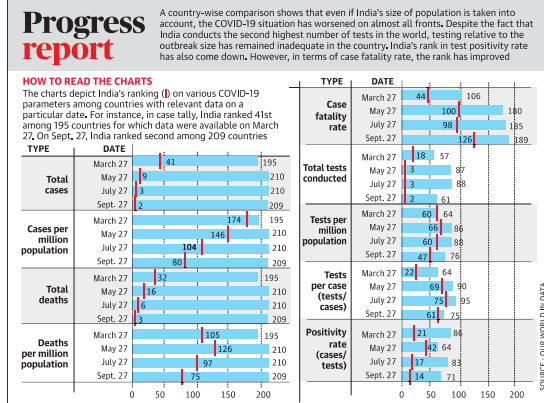 Progress
report
A country-wise comparison shows that even if India's size of population is taken into
account, the COVID-19 situation has worsened on almost all fronts. Despite the fact that
India conducts the second highest number of tests in the world, testing relative to the
outbreak size has remained inadequate in the country. India's rank in test positivity rate
has also come down. However, in terms of case fatality rate, the rank has improved
HOW TO READ THE CHARTS
The charts depict India's ranking (|) on various COVID-19
parameters among countries with relevant data on a
particular date. For instance, in case tally, India ranked 41st
among 195 countries for which data were available on March
27. On Sept. 27, India ranked second among 209 countries
TYPE DATE
Total cases
March 27 41 195
May 27 9 210
July 27 3 210
Sept. 27 2 209
Cases per million population
March 27 174 195
May 27 146 210
July 27 104 210
Sept. 27 80 209
Total deaths
March 27 32 195
May 27 16 210
July 27 6 210
Sept. 27 3 209
Deaths per million population
March 27 105 195
May 27 126 210
July 27 97 210
Sept. 27 75 209
0 50 100 150 200
TYPE DATE
Case fatality rate
March 27 44 106
May 27 100 180
July 27 98 185
Sept. 27 126 189
Total tests conducted
March 27 18 57
May 27 3 87
July 27 3 88
Sept. 27 2 61
Tests per million population
March 27 60 64
May 27 66 86
July 27 60 88
Sept. 27 47 76
Tests per case (tests/ cases)
March 27 22 64
May 27 69 90
July 27 75 95
Sept. 27 61 75
Positivity rate (cases/ tests)
March 27 21 86
May 27 42 64
July 27 17 83
Sept. 27 14 71
0 50 100 150 200
SOURCE: OUR WORLD IN DATA